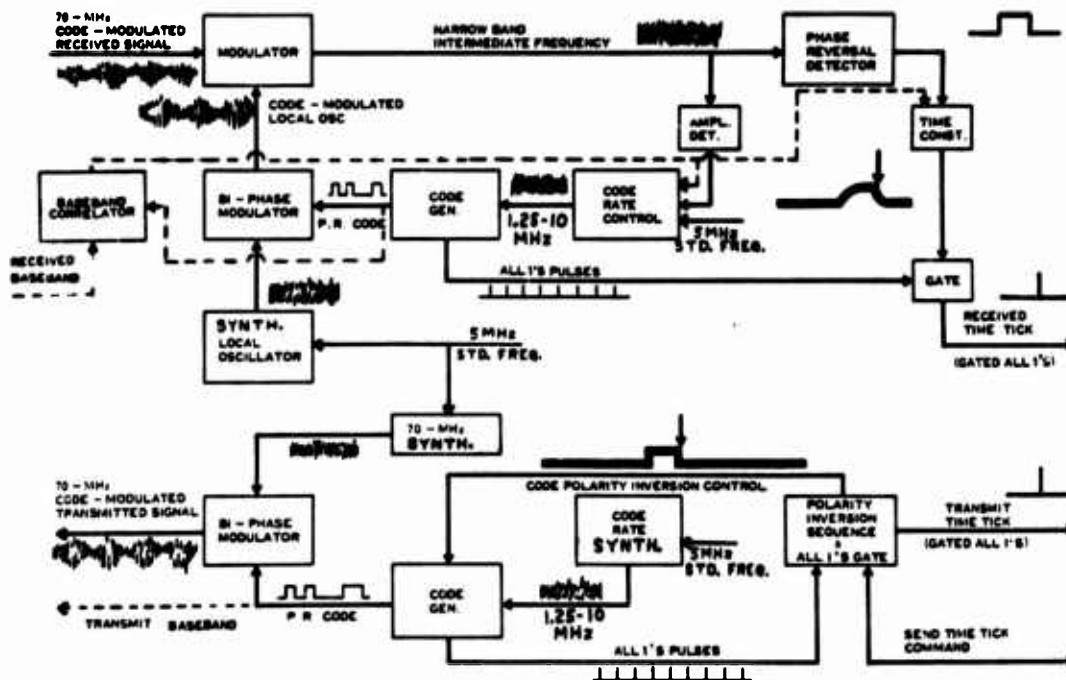 70-MHz
CODE-MODULATED
RECEIVED SIGNAL
MODULATOR
NARROW BAND
INTERMEDIATE FREQUENCY
PHASE
REVERSAL
DETECTOR
CODE-MODULATED
LOCAL OSC
AMPL.
DET.
TIME
CONST.
BASEBAND
CORRELATOR
BI-PHASE
MODULATOR
P.R. CODE
CODE
GEN.
1.25-10
MHz
CODE
RATE
CONTROL
5MHz
STD. FREQ.
RECEIVED
BASEBAND
ALL 1'S PULSES
GATE
RECEIVED
TIME TICK
(GATED ALL 1'S)
SYNTH.
LOCAL
OSCILLATOR
5MHz
STD. FREQ.
70-MHz
SYNTH.
CODE POLARITY INVERSION CONTROL
70-MHz
CODE-MODULATED
TPANSMITTED SIGNAL
BI-PHASE
MODULATOR
CODE
RATE
SYNTH.
5MHz
STD. FREQ.
POLARITY
INVERSION
SEQUENCE
&
ALL 1'S GATE
TRANSMIT
TIME TICK
(GATED ALL 1'S)
TRANSMIT BASEBAND
P R CODE
CODE
GEN.
1.25-10
MHz
ALL 1'S PULSES
SEND TIME TICK
COMMAND